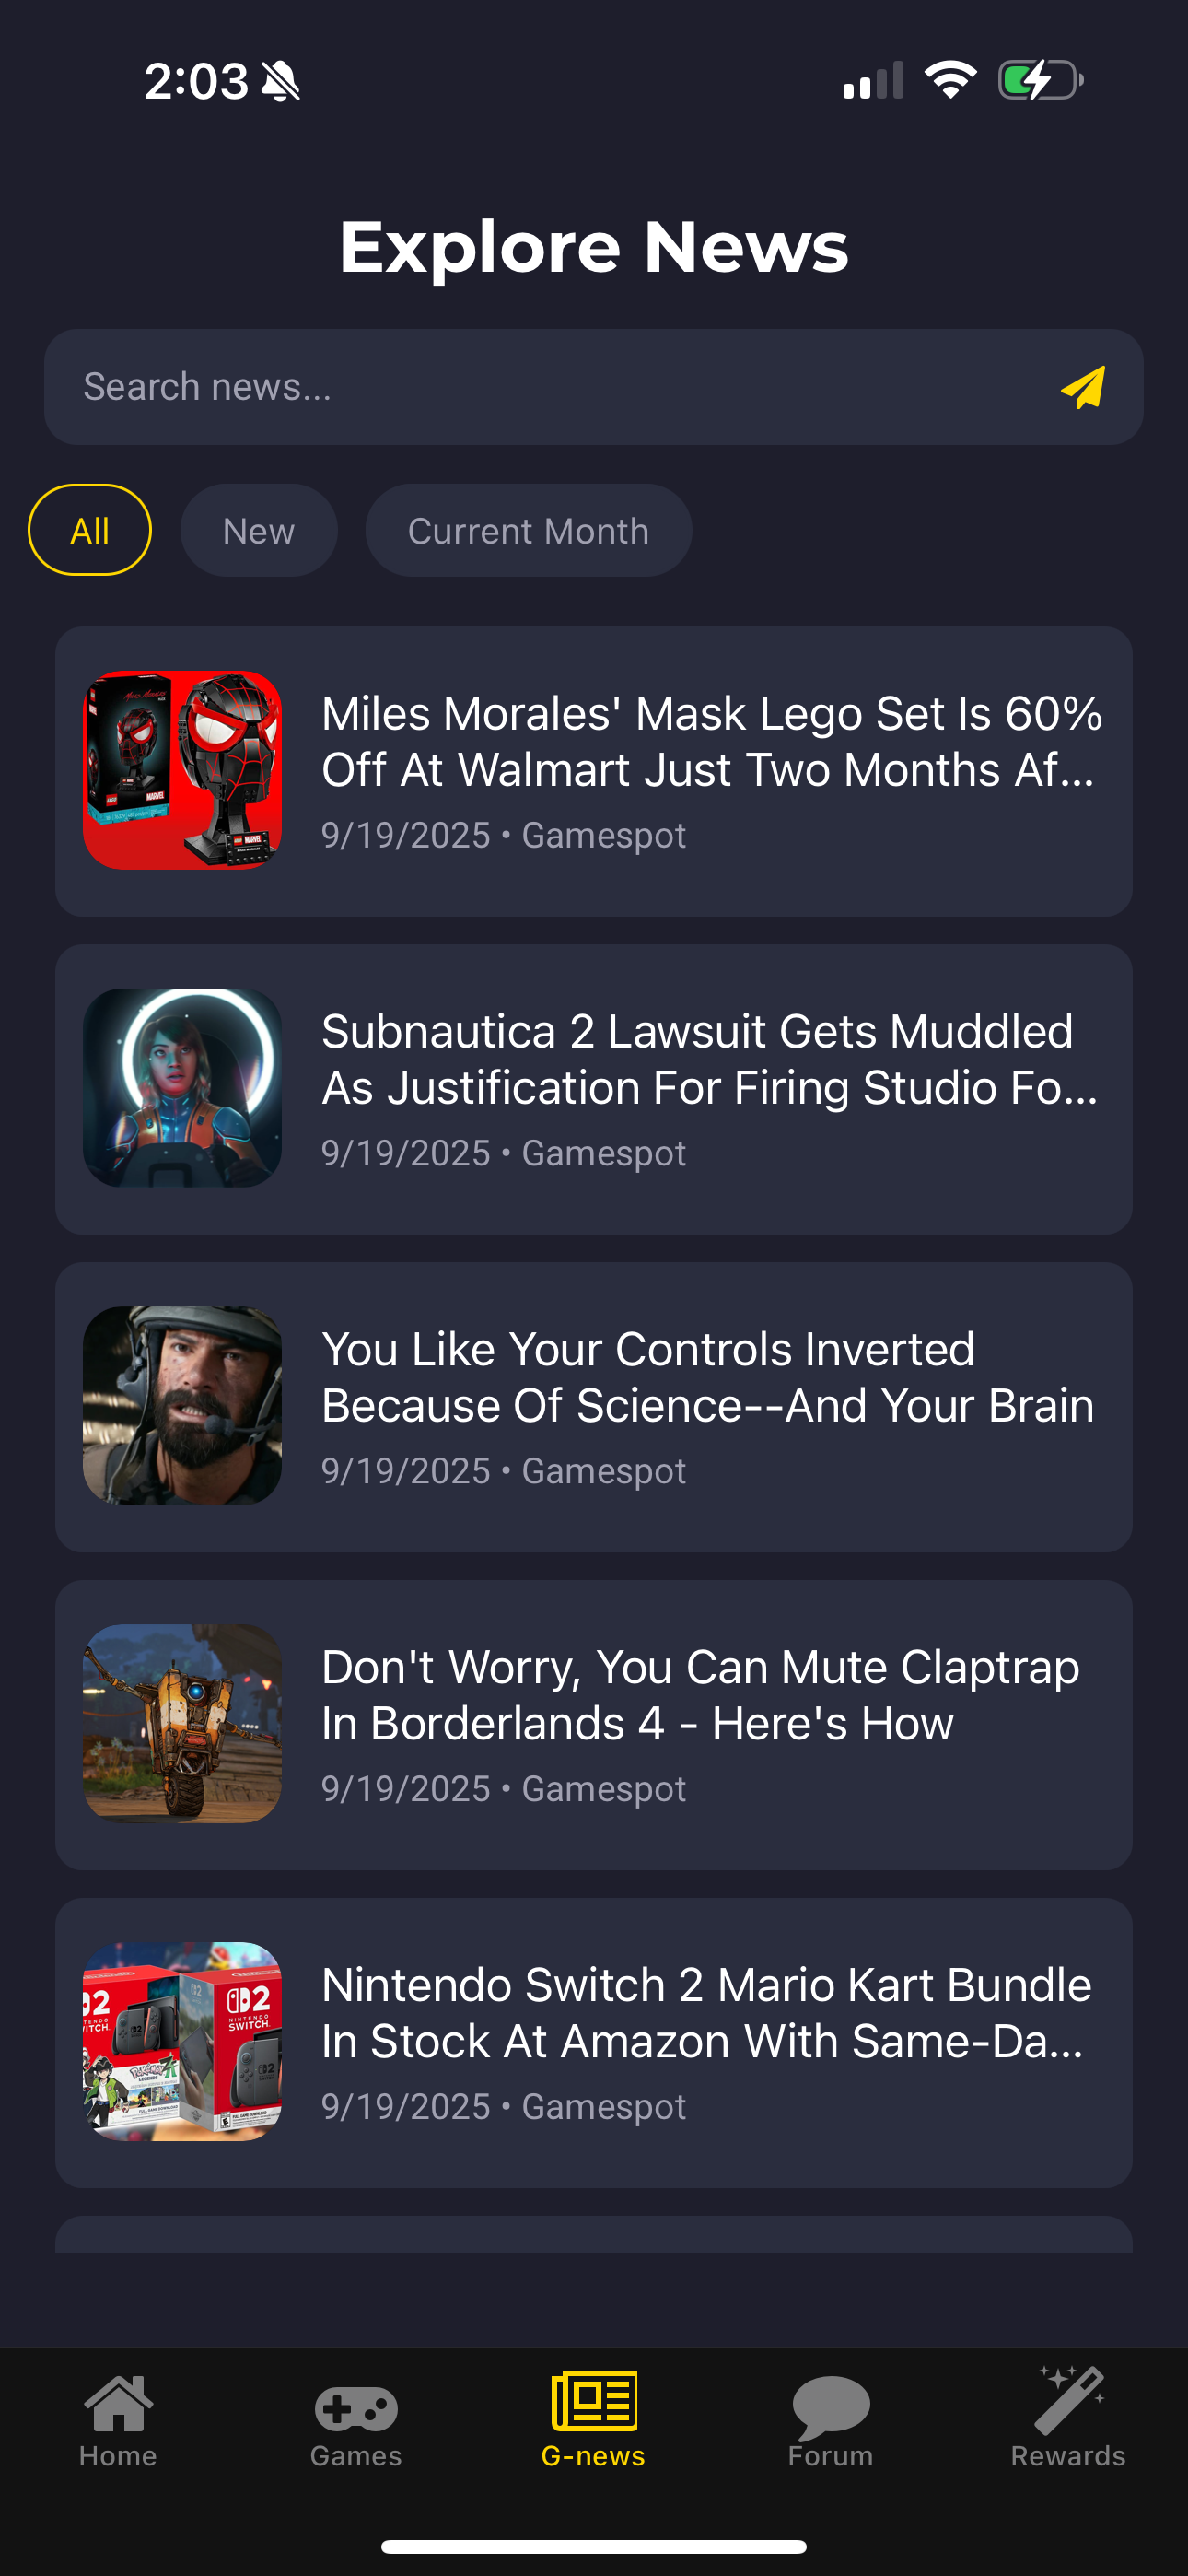 2:03
Explore News
Search news...
All
New
Current Month
Miles Morales' Mask Lego Set Is 60%
Off At Walmart Just Two Months Af...
9/19/2025 • Gamespot
Subnautica 2 Lawsuit Gets Muddled
As Justification For Firing Studio Fo...
9/19/2025 • Gamespot
You Like Your Controls Inverted
Because Of Science--And Your Brain
9/19/2025 • Gamespot
Don't Worry, You Can Mute Claptrap
In Borderlands 4 - Here's How
9/19/2025 • Gamespot
2
NINTENDO
SWITCH
Nintendo Switch 2 Mario Kart Bundle
In Stock At Amazon With Same-Da...
9/19/2025 • Gamespot
Home
Games
G-news
Forum
Rewards